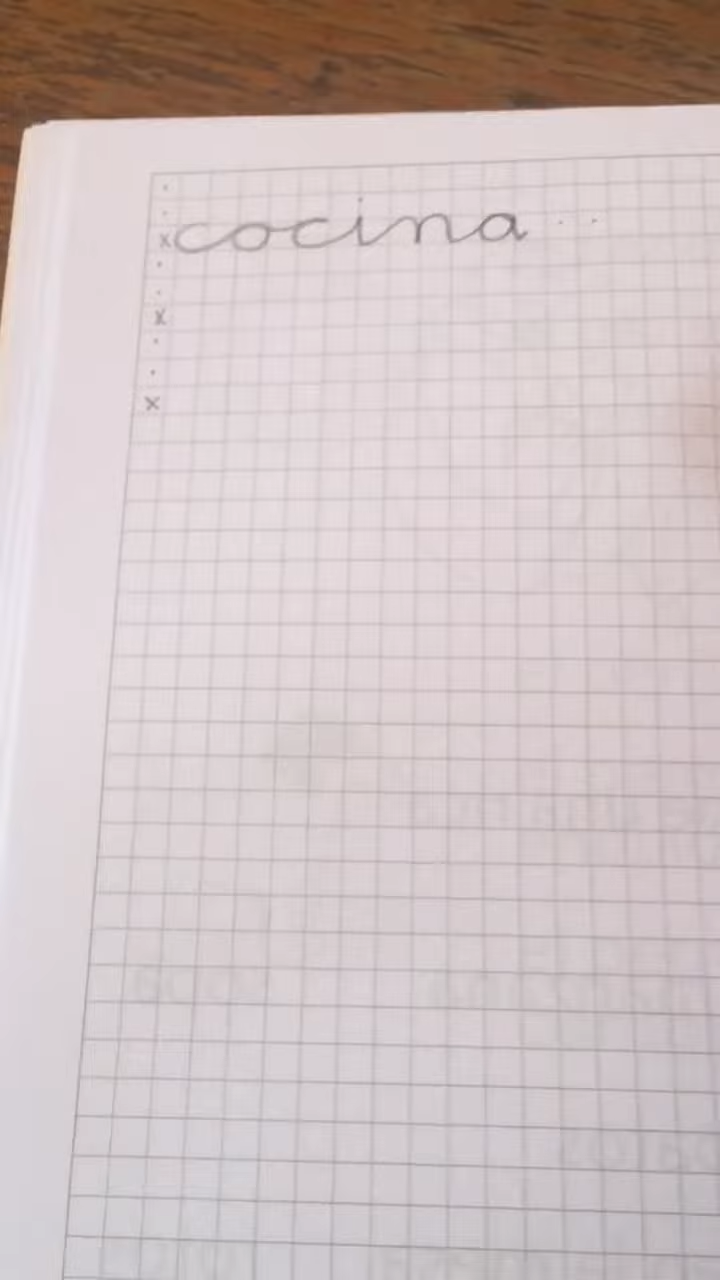 x cocina . .
x
x